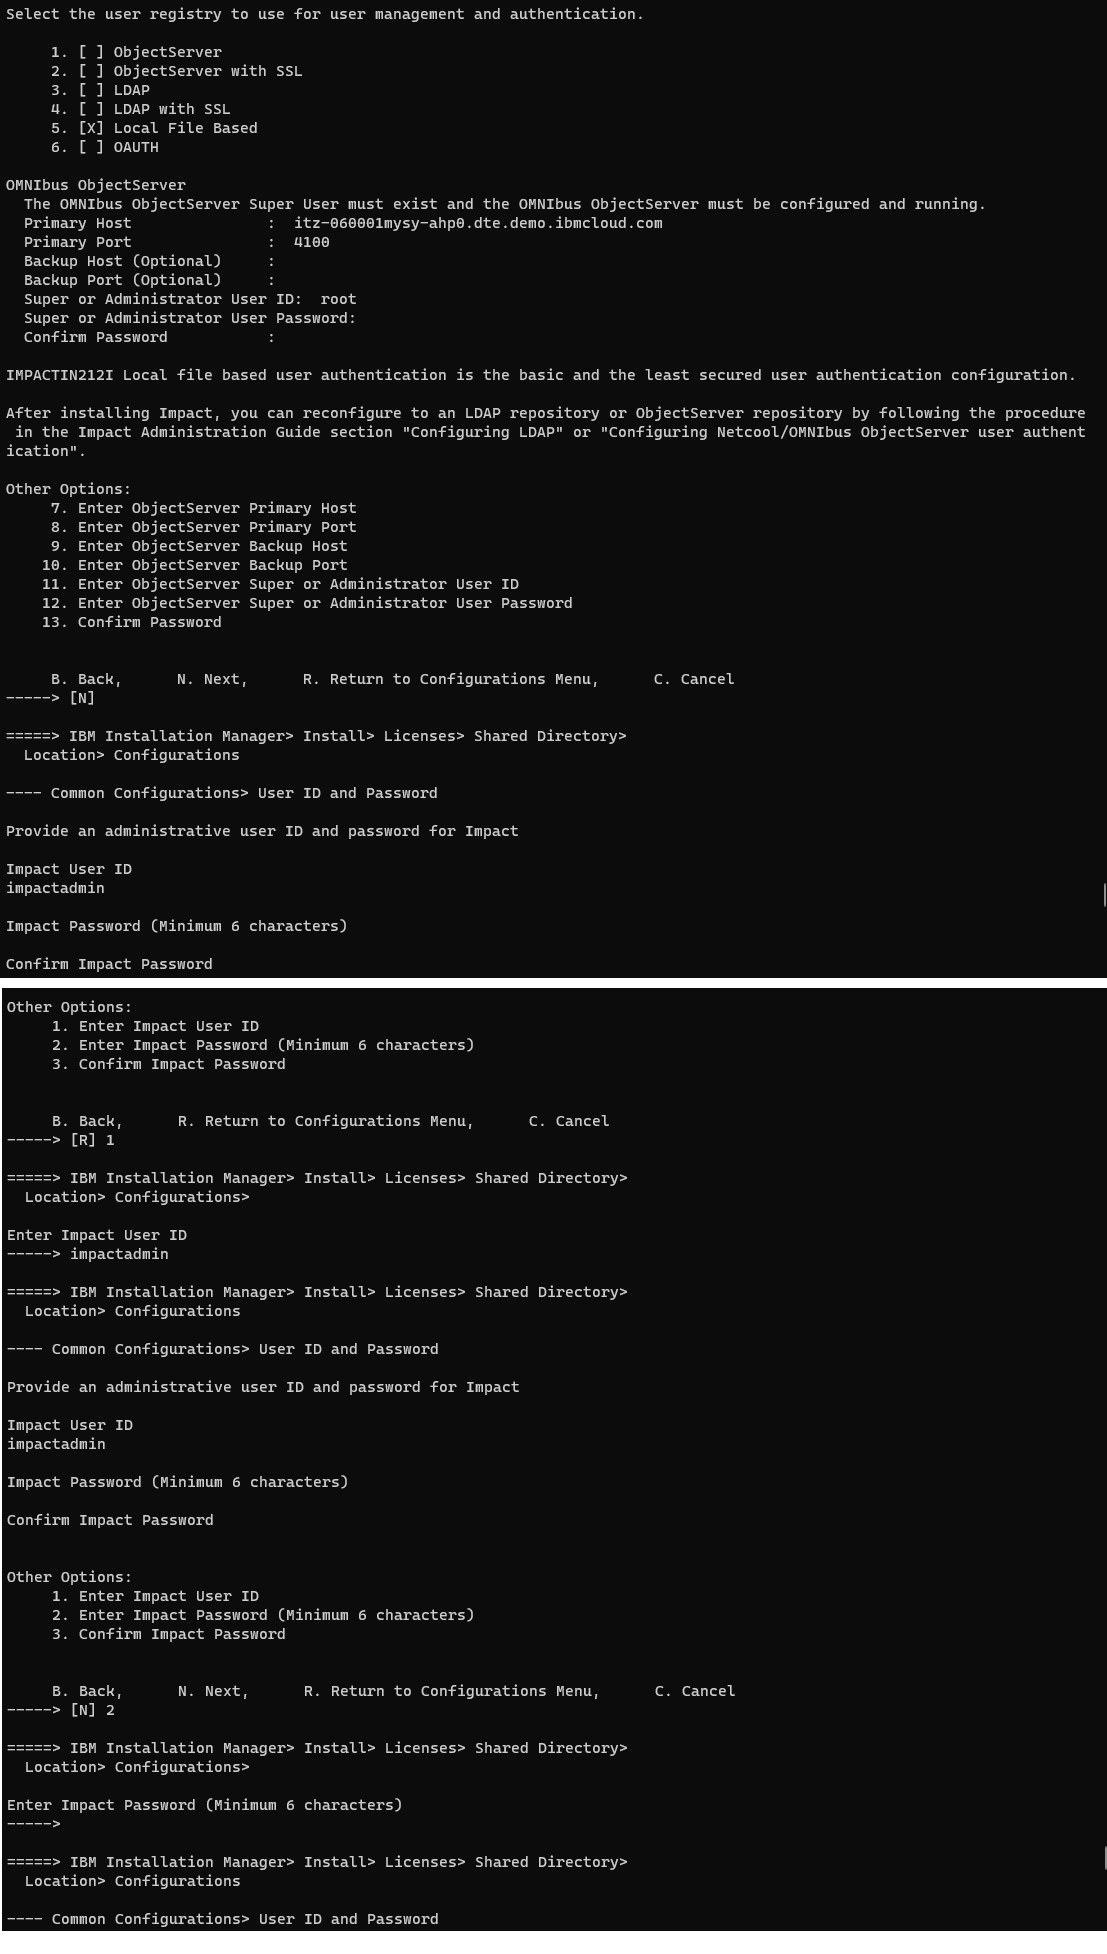 Select the user registry to use for user management and authentication.
     1. [ ] ObjectServer
     2. [ ] ObjectServer with SSL
     3. [ ] LDAP
     4. [ ] LDAP with SSL
     5. [X] Local File Based
     6. [ ] OAUTH
OMNIbus ObjectServer
  The OMNIbus ObjectServer Super User must exist and the OMNIbus ObjectServer must be configured and running.
  Primary Host               :  itz-060001mysy-ahp0.dte.demo.ibmcloud.com
  Primary Port               :  4100
  Backup Host (Optional)     :
  Backup Port (Optional)     :
  Super or Administrator User ID:  root
  Super or Administrator User Password:
  Confirm Password           :
IMPACTIN212I Local file based user authentication is the basic and the least secured user authentication configuration.
After installing Impact, you can reconfigure to an LDAP repository or ObjectServer repository by following the procedure
 in the Impact Administration Guide section "Configuring LDAP" or "Configuring Netcool/OMNIbus ObjectServer user authent
ication".
Other Options:
     7. Enter ObjectServer Primary Host
     8. Enter ObjectServer Primary Port
     9. Enter ObjectServer Backup Host
    10. Enter ObjectServer Backup Port
    11. Enter ObjectServer Super or Administrator User ID
    12. Enter ObjectServer Super or Administrator User Password
    13. Confirm Password
     B. Back,      N. Next,      R. Return to Configurations Menu,      C. Cancel
-----> [N]
=====> IBM Installation Manager> Install> Licenses> Shared Directory>
  Location> Configurations
---- Common Configurations> User ID and Password
Provide an administrative user ID and password for Impact
Impact User ID
impactadmin
Impact Password (Minimum 6 characters)
Confirm Impact Password
Other Options:
     1. Enter Impact User ID
     2. Enter Impact Password (Minimum 6 characters)
     3. Confirm Impact Password
     B. Back,      R. Return to Configurations Menu,      C. Cancel
-----> [R] 1
=====> IBM Installation Manager> Install> Licenses> Shared Directory>
  Location> Configurations>
Enter Impact User ID
-----> impactadmin
=====> IBM Installation Manager> Install> Licenses> Shared Directory>
  Location> Configurations
---- Common Configurations> User ID and Password
Provide an administrative user ID and password for Impact
Impact User ID
impactadmin
Impact Password (Minimum 6 characters)
Confirm Impact Password
Other Options:
     1. Enter Impact User ID
     2. Enter Impact Password (Minimum 6 characters)
     3. Confirm Impact Password
     B. Back,      N. Next,      R. Return to Configurations Menu,      C. Cancel
-----> [N] 2
=====> IBM Installation Manager> Install> Licenses> Shared Directory>
  Location> Configurations>
Enter Impact Password (Minimum 6 characters)
----->
=====> IBM Installation Manager> Install> Licenses> Shared Directory>
  Location> Configurations
---- Common Configurations> User ID and Password